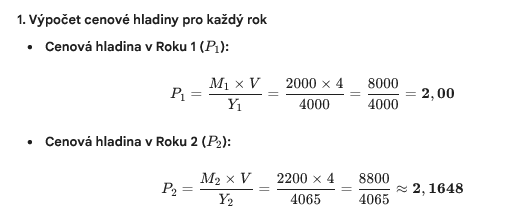 1. Výpočet cenové hladiny pro každý rok
• Cenová hladina v Roku 1 (P₁):
P₁ = (M₁ × V) / Y₁ = (2000 × 4) / 4000 = 8000 / 4000 = 2,00
• Cenová hladina v Roku 2 (P₂):
P₂ = (M₂ × V) / Y₂ = (2200 × 4) / 4065 = 8800 / 4065 ≈ 2,1648